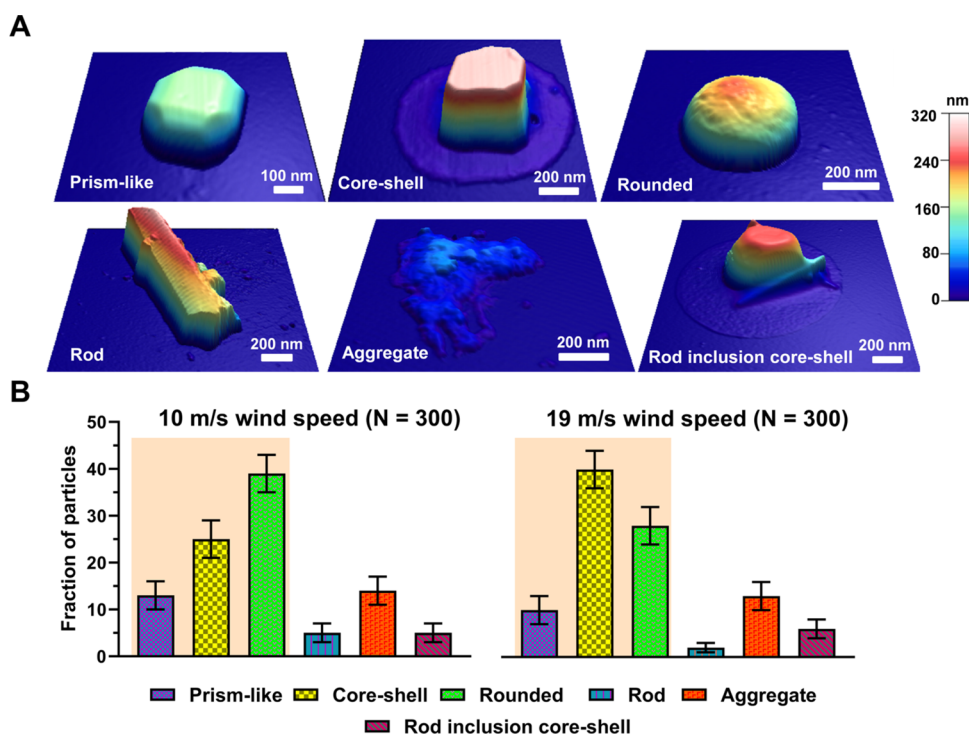 A
Prism-like
100 nm
Core-shell
200 nm
Rounded
200 nm
nm
320
240
160
80
0
Rod
200 nm
Aggregate
200 nm
Rod inclusion core-shell
200 nm
B
10 m/s wind speed (N = 300)
19 m/s wind speed (N = 300)
Fraction of particles
50
40
30
20
10
0
Prism-like
Core-shell
Rounded
Rod
Aggregate
Rod inclusion core-shell